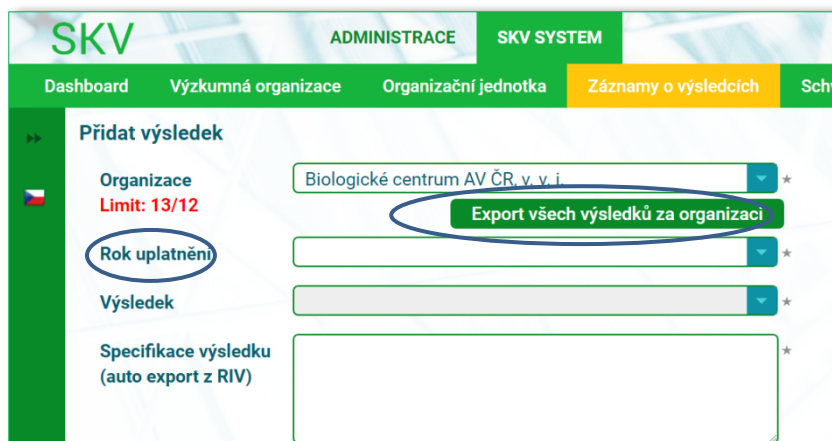 SKV
ADMINISTRACE SKV SYSTEM
Dashboard Výzkumná organizace Organizační jednotka Záznamy o výsledcích
Přidat výsledek
Organizace Biologické centrum AV ČR, v. v. i.
Limit: 13/12
Export všech výsledků za organizaci
Rok uplatnění
Výsledek
Specifikace výsledku
(auto export z RIV)